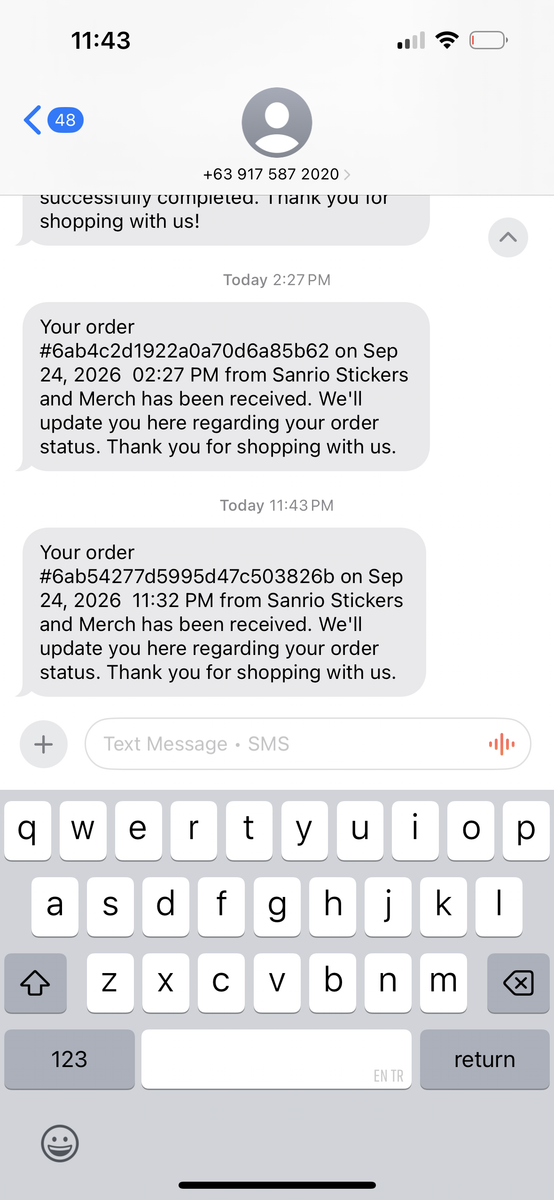 11:43
48
+63 917 587 2020
successfully completed. Thank you for
shopping with us!
Today 2:27 PM
Your order
#6ab4c2d1922a0a70d6a85b62 on Sep
24, 2026  02:27 PM from Sanrio Stickers
and Merch has been received. We'll
update you here regarding your order
status. Thank you for shopping with us.
Today 11:43 PM
Your order
#6ab54277d5995d47c503826b on Sep
24, 2026  11:32 PM from Sanrio Stickers
and Merch has been received. We'll
update you here regarding your order
status. Thank you for shopping with us.
Text Message • SMS
q w e r t y u i o p
a s d f g h j k l
z x c v b n m
123
EN TR
return